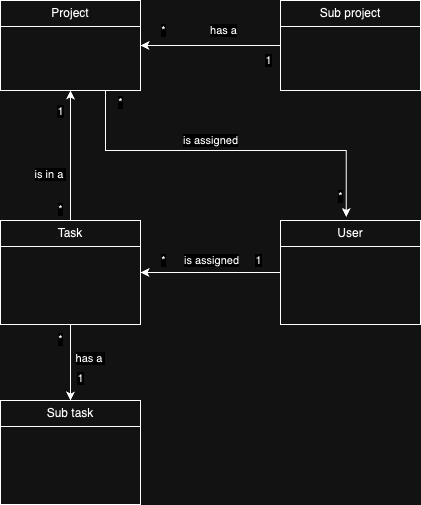 Project
Sub project
* has a
1
1
*
is assigned
is in a
*
*
Task
User
* is assigned 1
*
has a
1
Sub task